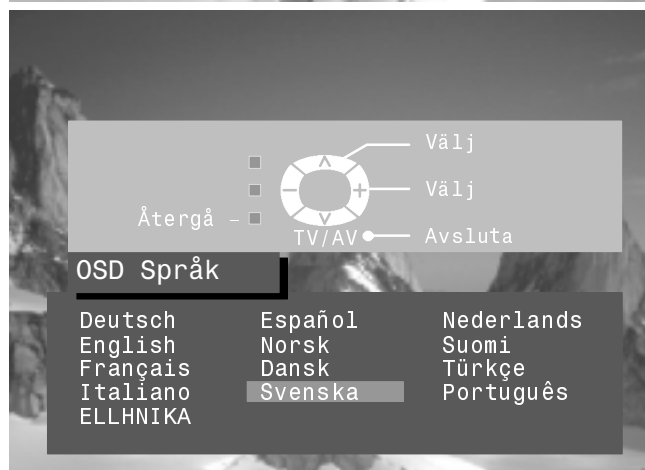 Välj
Välj
Återgå –
TV/AV
Avsluta
OSD Språk
Deutsch Español Nederlands
English Norsk Suomi
Français Dansk Türkçe
Italiano Svenska Português
ELLHNIKA